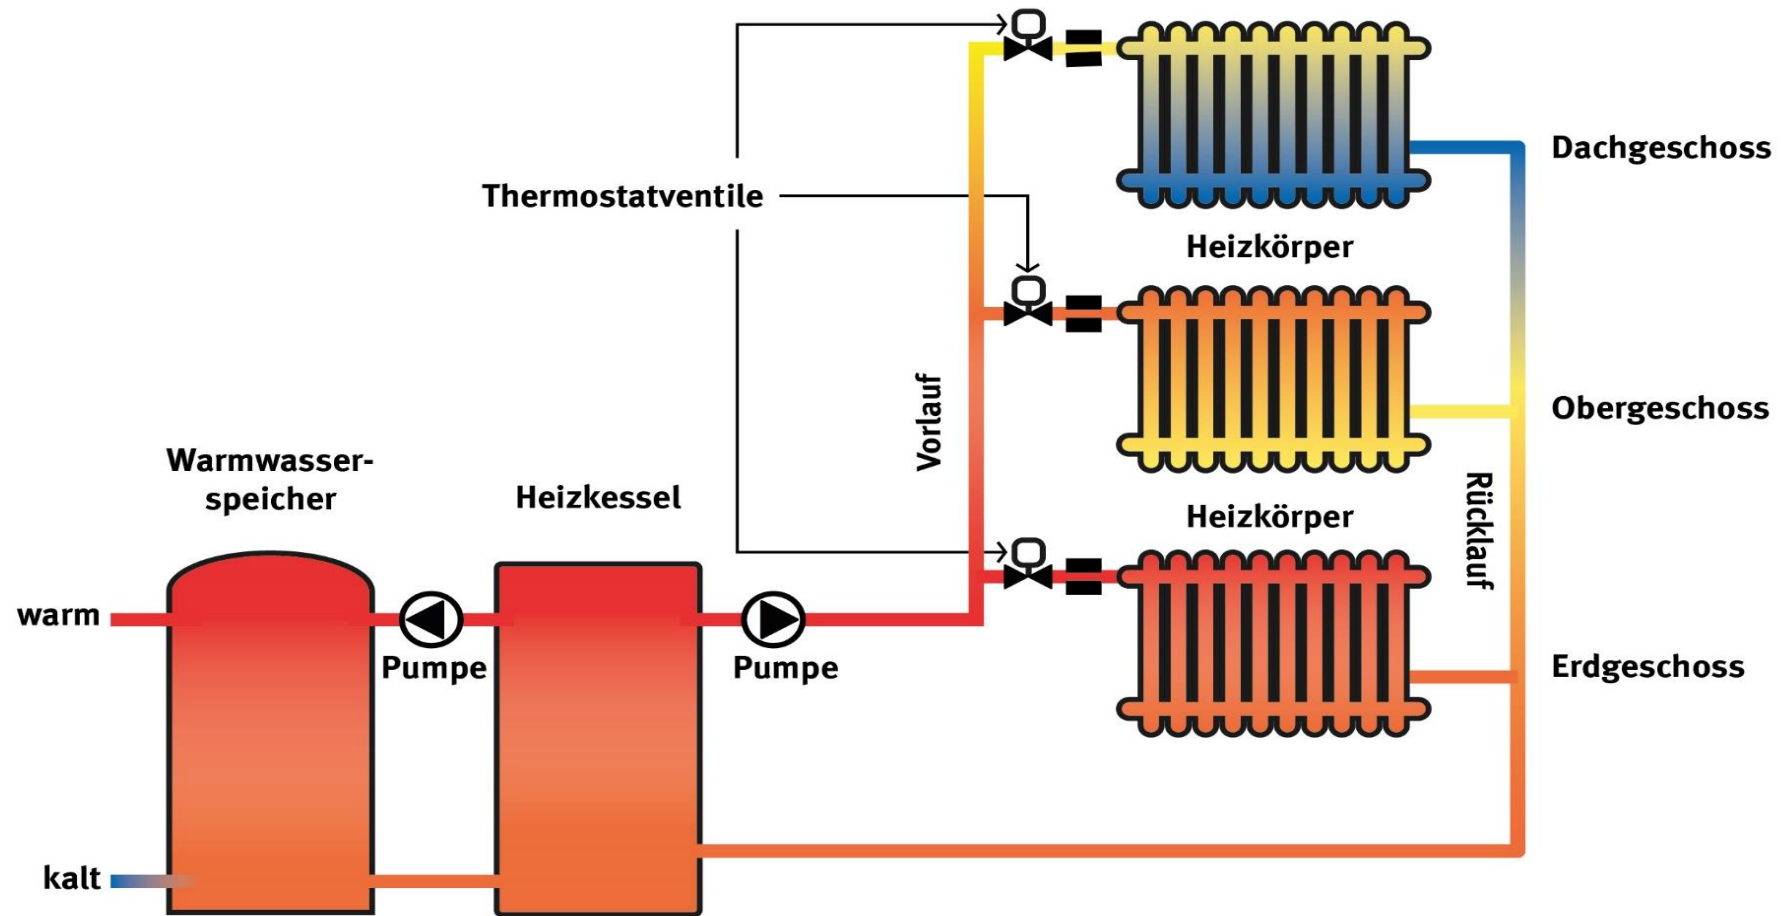 Dachgeschoss
Thermostatventile
Heizkörper
Vorlauf
Obergeschoss
Warmwasser-
speicher
Heizkessel
Heizkörper
Rücklauf
warm
Pumpe
Pumpe
Erdgeschoss
kalt